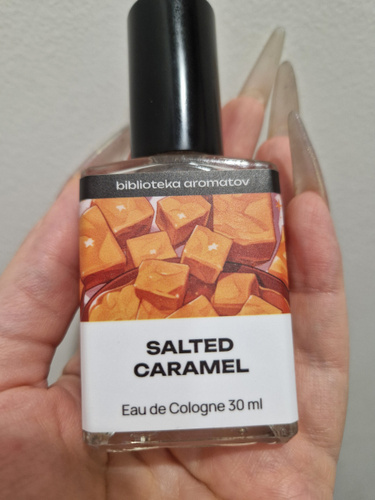 biblioteka aromatov
SALTED
CARAMEL
Eau de Cologne 30 ml